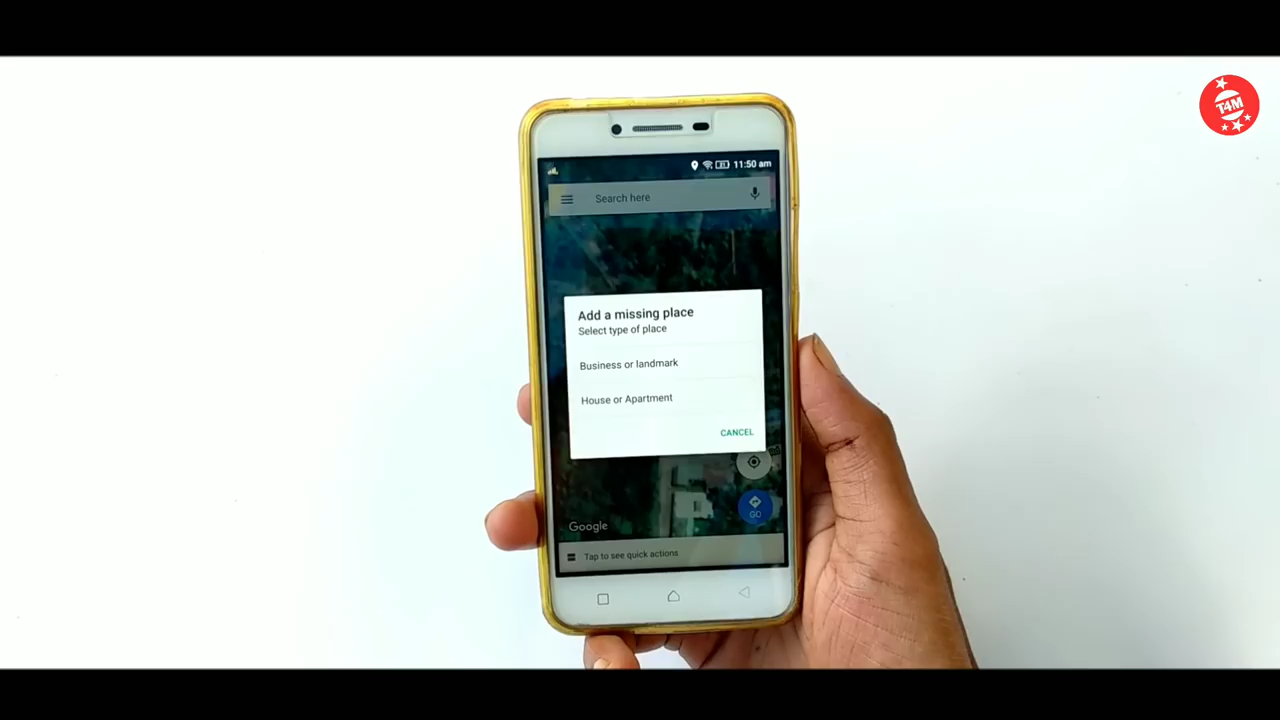 T4M
11:50 am
Search here
Add a missing place
Select type of place
Business or landmark
House or Apartment
CANCEL
GO
Google
Tap to see quick actions